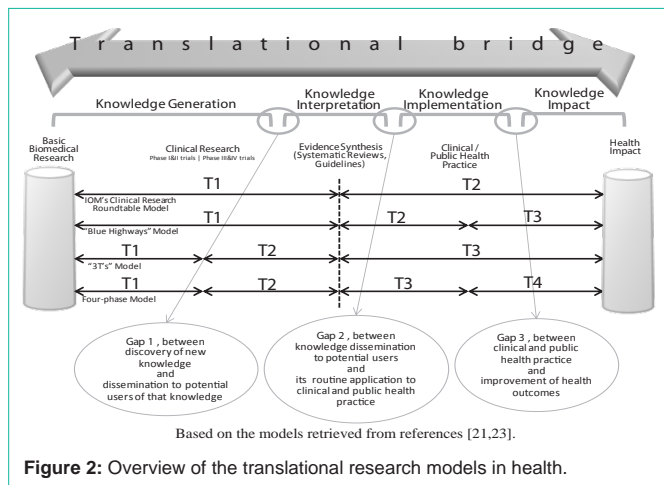 Translational bridge
Knowledge Generation
Knowledge
Interpretation
Knowledge
Implementation
Knowledge
Impact
Basic
Biomedical
Research
Clinical Research
Phase I&II trials | Phase III&IV trials
Evidence Synthesis
(Systematic Reviews,
Guidelines)
Clinical /
Public Health
Practice
Health
Impact
T1 T2
IOM's Clinical Research
Roundtable Model
T1 T2 T3
"Blue Highways" Model
T1 T2 T3
"3T's" Model
T1 T2 T3 T4
Four-phase Model
Gap 1 , between
discovery of new
knowledge
and
dissemination to potential
users of that knowledge
Gap 2 , between
knowledge dissemination
to potential users
and
its routine application to
clinical and public health
practice
Gap 3 , between
clinical and public
health practice
and
improvement of health
outcomes
Based on the models retrieved from references [21,23].
Figure 2: Overview of the translational research models in health.